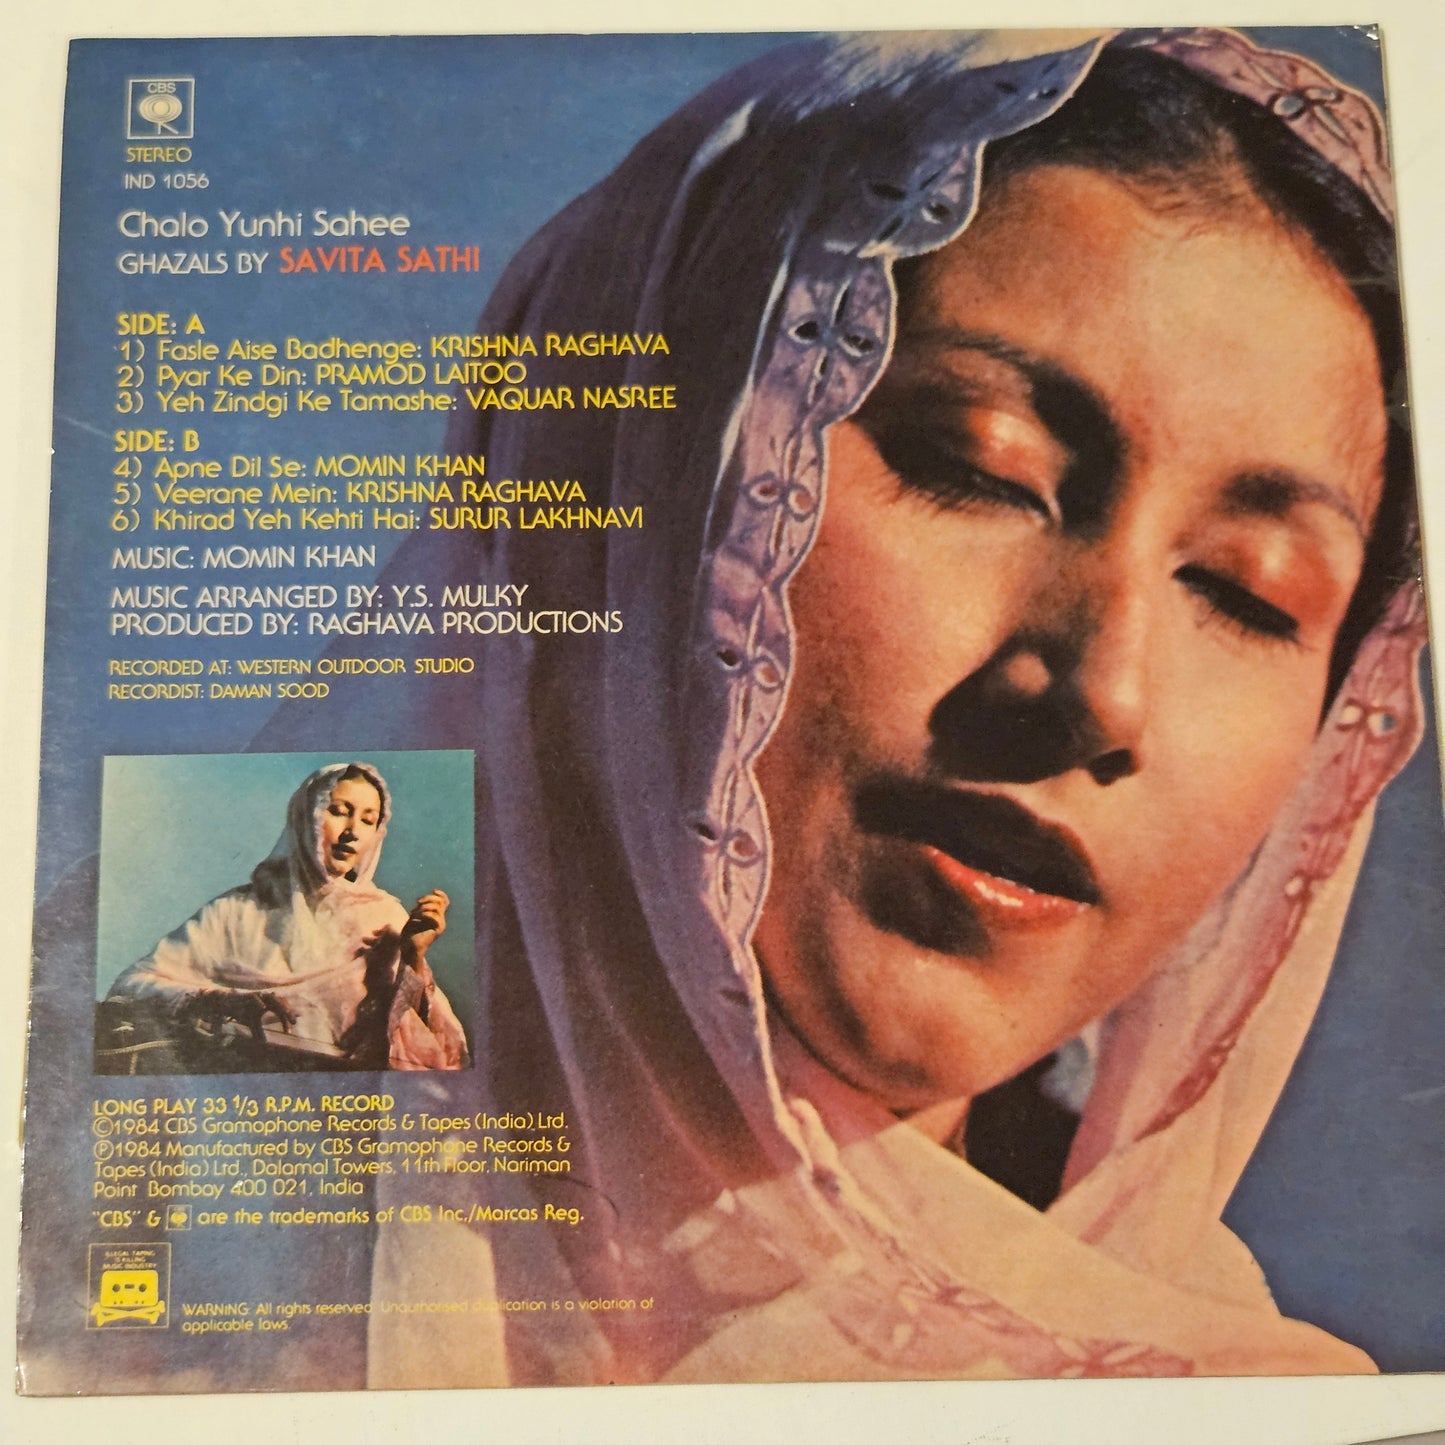 CBS
STEREO
IND 1056
Chalo Yunhi Sahee
GHAZALS BY SAVITA SATHI
SIDE: A
1) Fasle Aise Badhenge: KRISHNA RAGHAVA
2) Pyar Ke Din: PRAMOD LAITOO
3) Yeh Zindgi Ke Tamashe: VAQUAR NASREE
SIDE: B
4) Apne Dil Se: MOMIN KHAN
5) Veerane Mein: KRISHNA RAGHAVA
6) Khirad Yeh Kehti Hai: SURUR LAKHNAVI
MUSIC: MOMIN KHAN
MUSIC ARRANGED BY: Y.S. MULKY
PRODUCED BY: RAGHAVA PRODUCTIONS
RECORDED AT: WESTERN OUTDOOR STUDIO
RECORDIST: DAMAN SOOD
LONG PLAY 33 1/3 R.P.M. RECORD
©1984 CBS Gramophone Records & Tapes (India) Ltd.
℗1984 Manufactured by CBS Gramophone Records &
Tapes (India) Ltd., Dalamal Towers, 11th Floor, Nariman
Point Bombay 400 021, India
"CBS" & are the trademarks of CBS Inc./Marcas Reg.
ILLEGAL TAPING
IS KILLING
MUSIC INDUSTRY
WARNING: All rights reserved. Unauthorised duplication is a violation of
applicable laws.